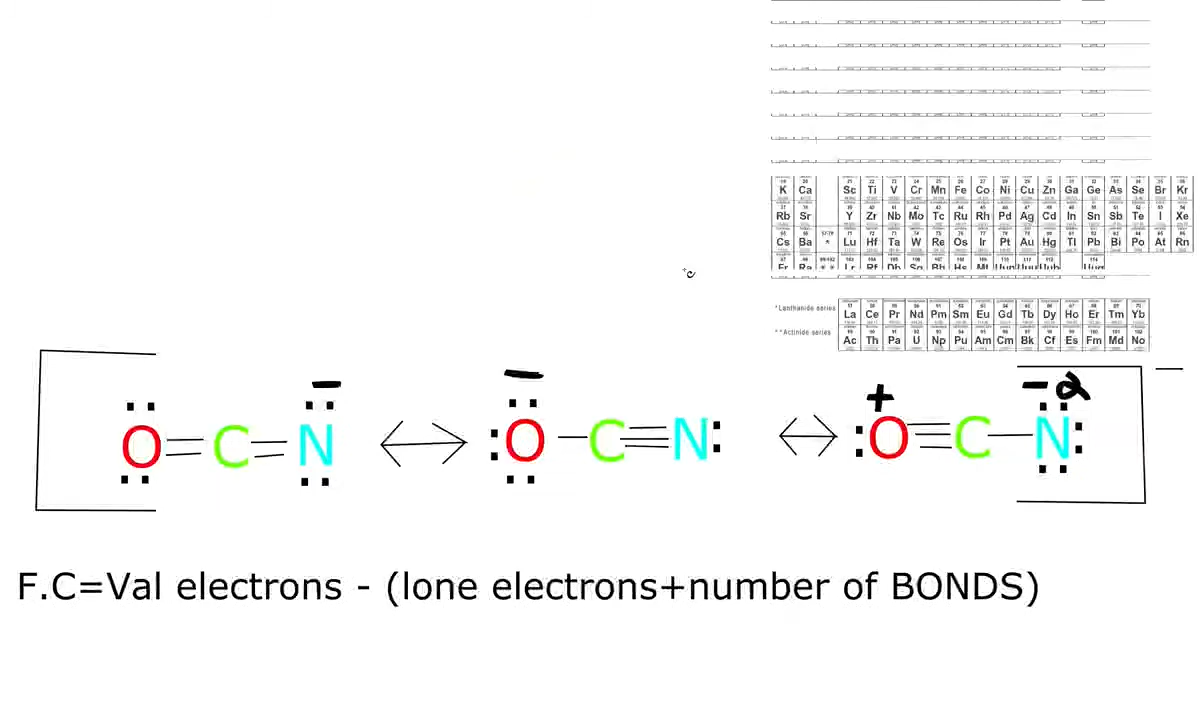 K Ca Sc Ti V Cr Mn Fe Co Ni Cu Zn Ga Ge As Se Br Kr
Rb Sr Y Zr Nb Mo Tc Ru Rh Pd Ag Cd In Sn Sb Te I Xe
Cs Ba * Lu Hf Ta W Re Os Ir Pt Au Hg Tl Pb Bi Po At Rn
*Lanthanide series La Ce Pr Nd Pm Sm Eu Gd Tb Dy Ho Er Tm Yb
**Actinide series Ac Th Pa U Np Pu Am Cm Bk Cf Es Fm Md No
− − + −2 −
O=C=N ↔ O−C≡N: ↔ :O≡C−N:
F.C=Val electrons - (lone electrons+number of BONDS)